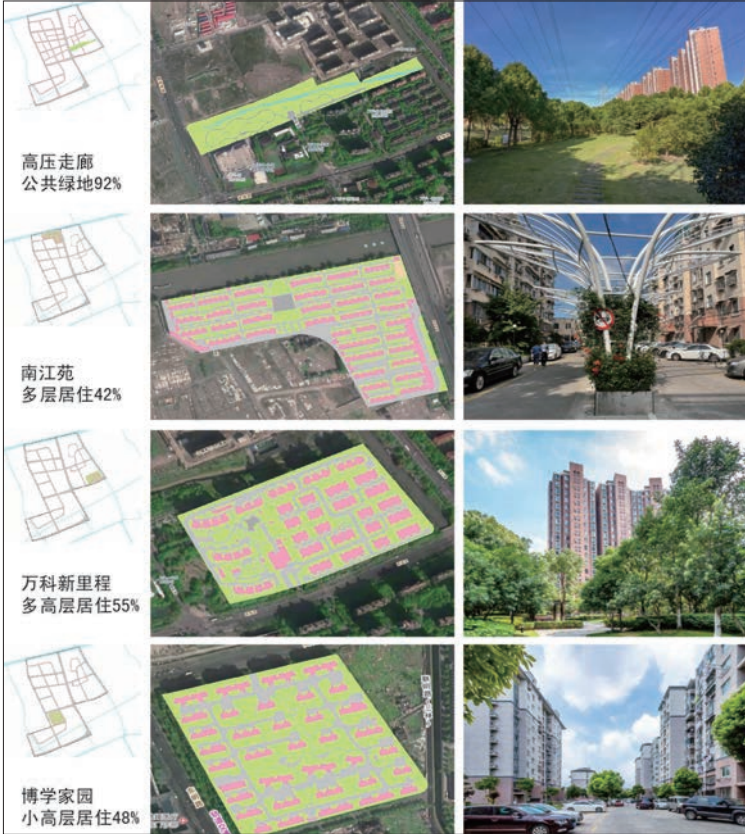 高压走廊
公共绿地92%
南江苑
多层居住42%
万科新里程
多高层居住55%
博学家园
小高层居住48%